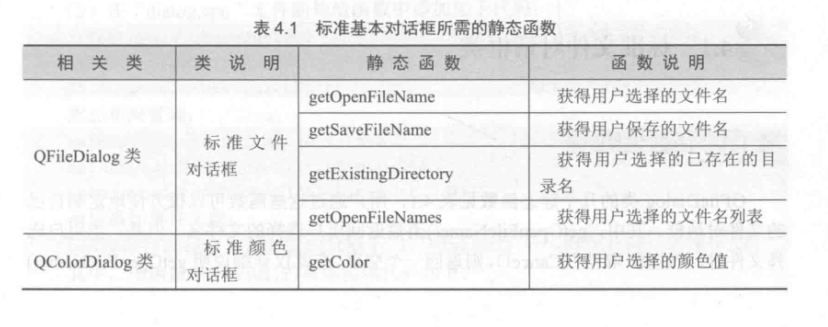 表 4.1 标准基本对话框所需的静态函数
相 关 类 类 说 明 静 态 函 数 函 数 说 明
QFileDialog 类 标 准 文 件 对话框 getOpenFileName 获得用户选择的文件名
getSaveFileName 获得用户保存的文件名
getExistingDirectory 获得用户选择的已存在的目录名
getOpenFileNames 获得用户选择的文件名列表
QColorDialog 类 标 准 颜 色 对话框 getColor 获得用户选择的颜色值